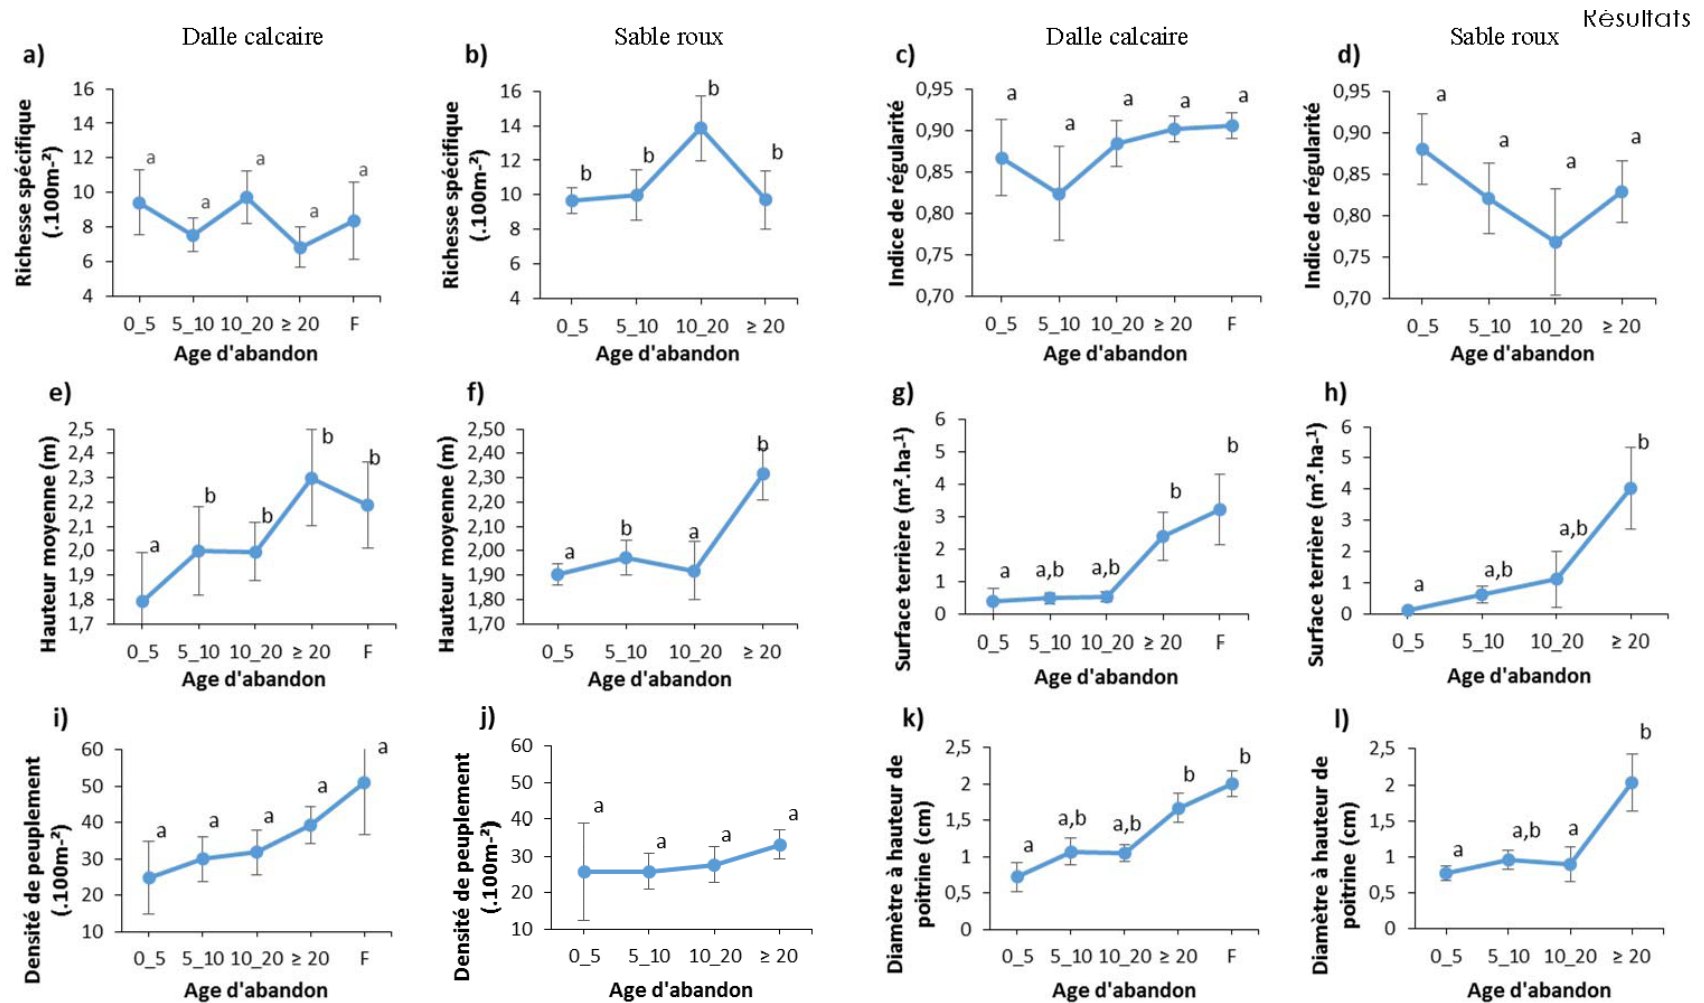 Résultats
Dalle calcaire
Sable roux
Dalle calcaire
Sable roux
a)
Richesse spécifique
(.100m-²)
16
14
12
10
8
6
4
a
a
a
a
a
0_5 5_10 10_20 ≥ 20 F
Age d'abandon
b)
Richesse spécifique
(.100m-²)
16
14
12
10
8
6
4
b
b
b
b
0_5 5_10 10_20 ≥ 20
Age d'abandon
c)
Indice de régularité
0,95
0,90
0,85
0,80
0,75
0,70
a
a
a
a
a
0_5 5_10 10_20 ≥ 20 F
Age d'abandon
d)
Indice de régularité
0,95
0,90
0,85
0,80
0,75
0,70
a
a
a
a
0_5 5_10 10_20 ≥ 20
Age d'abandon
e)
Hauteur moyenne (m)
2,5
2,4
2,3
2,2
2,1
2,0
1,9
1,8
1,7
a
b
b
b
b
0_5 5_10 10_20 ≥ 20 F
Age d'abandon
f)
Hauteur moyenne (m)
2,50
2,40
2,30
2,20
2,10
2,00
1,90
1,80
1,70
a
b
a
b
0_5 5_10 10_20 ≥ 20
Age d'abandon
g)
Surface terrière (m².ha-¹)
6
5
4
3
2
1
0
a
a,b
a,b
b
b
0_5 5_10 10_20 ≥ 20 F
Age d'abandon
h)
Surface terrière (m².ha-¹)
6
5
4
3
2
1
0
a
a,b
a,b
b
0_5 5_10 10_20 ≥ 20
Age d'abandon
i)
Densité de peuplement
(.100m-²)
60
50
40
30
20
10
a
a
a
a
a
0_5 5_10 10_20 ≥ 20 F
Age d'abandon
j)
Densité de peuplement
(.100m-²)
60
50
40
30
20
10
a
a
a
a
0_5 5_10 10_20 ≥ 20
Age d'abandon
k)
Diamètre à hauteur de
poitrine (cm)
2,5
2
1,5
1
0,5
0
a
a,b
a,b
b
b
0_5 5_10 10_20 ≥ 20 F
Age d'abandon
l)
Diamètre à hauteur de
poitrine (cm)
2,5
2
1,5
1
0,5
0
a
a,b
a
b
0_5 5_10 10_20 ≥ 20
Age d'abandon